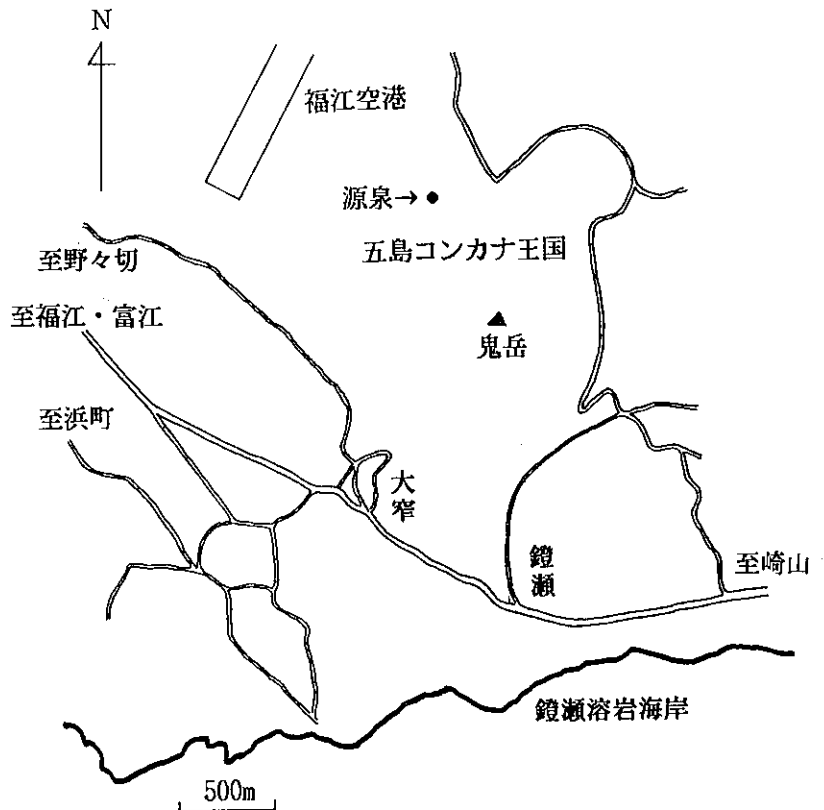 N
福江空港
源泉→
五島コンカナ王国
至野々切
至福江・富江
鬼岳
至浜町
大窄
鐙瀬
至崎山
鐙瀬溶岩海岸
500m